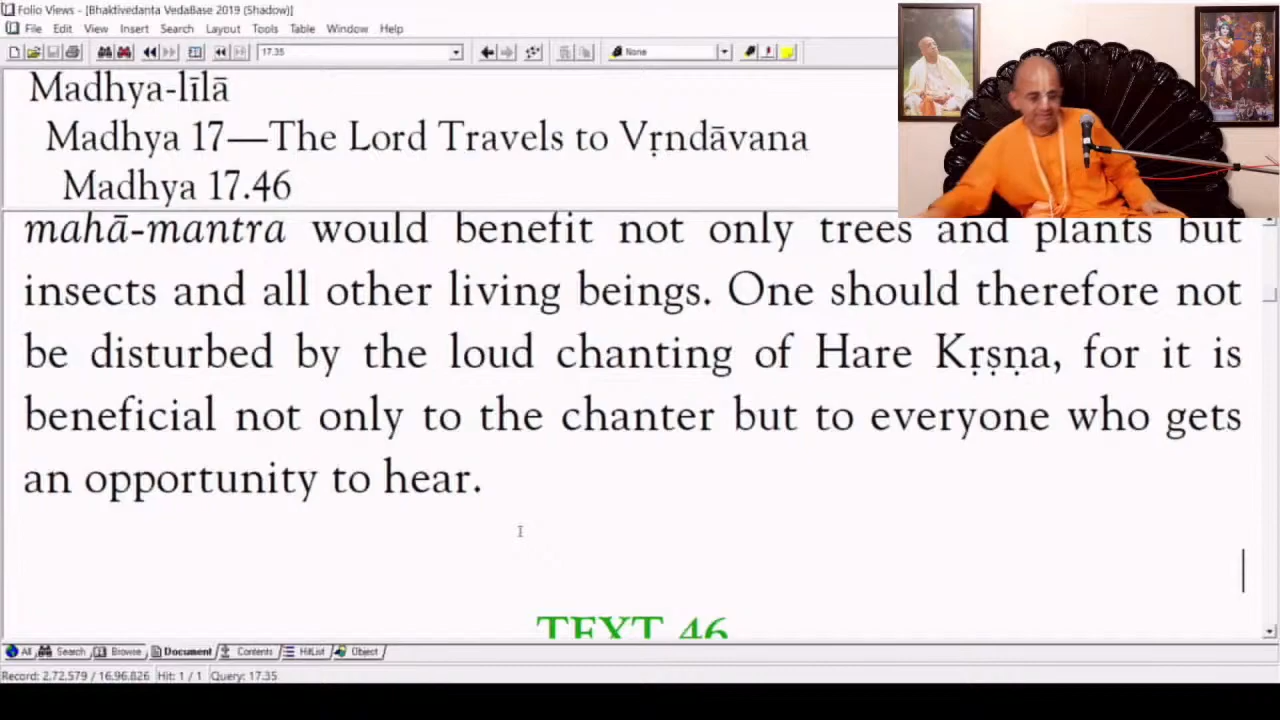 Folio Views - [Bhaktivedanta VedaBase 2019 (Shadow)]
File Edit View Insert Search Layout Tools Table Window Help
17.35 None
Madhya-līlā
Madhya 17—The Lord Travels to Vṛndāvana
Madhya 17.46
mahā-mantra would benefit not only trees and plants but
insects and all other living beings. One should therefore not
be disturbed by the loud chanting of Hare Kṛṣṇa, for it is
beneficial not only to the chanter but to everyone who gets
an opportunity to hear.
TEXT 46
All Search Browse Document Contents HitList Object
Record: 2,72,579 / 16,96,826 Hit: 1 / 1 Query: 17.35